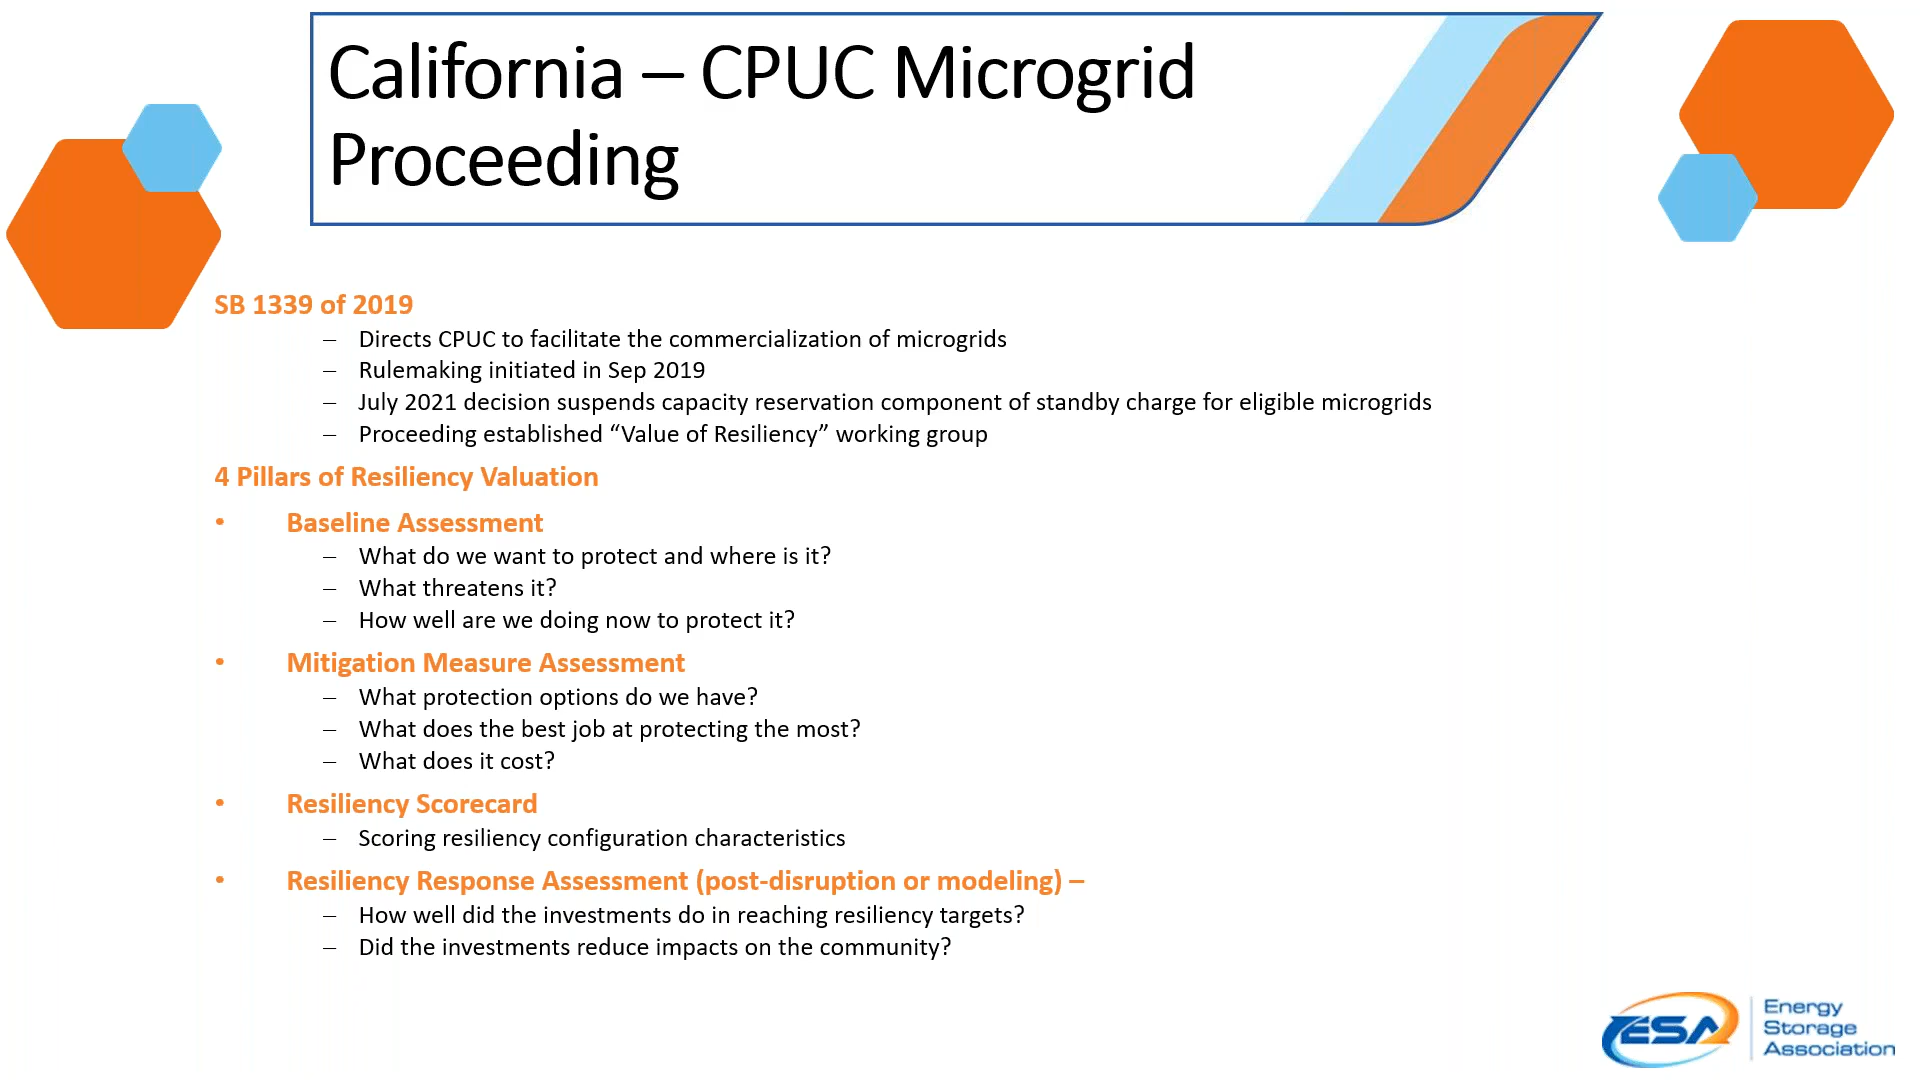 California – CPUC Microgrid
Proceeding
SB 1339 of 2019
– Directs CPUC to facilitate the commercialization of microgrids
– Rulemaking initiated in Sep 2019
– July 2021 decision suspends capacity reservation component of standby charge for eligible microgrids
– Proceeding established “Value of Resiliency” working group
4 Pillars of Resiliency Valuation
• Baseline Assessment
– What do we want to protect and where is it?
– What threatens it?
– How well are we doing now to protect it?
• Mitigation Measure Assessment
– What protection options do we have?
– What does the best job at protecting the most?
– What does it cost?
• Resiliency Scorecard
– Scoring resiliency configuration characteristics
• Resiliency Response Assessment (post-disruption or modeling) –
– How well did the investments do in reaching resiliency targets?
– Did the investments reduce impacts on the community?
ESA
Energy
Storage
Association